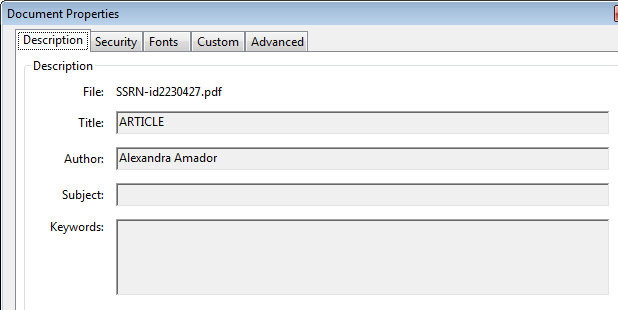 Document Properties
Description Security Fonts Custom Advanced
Description
File: SSRN-id2230427.pdf
Title: ARTICLE
Author: Alexandra Amador
Subject:
Keywords: